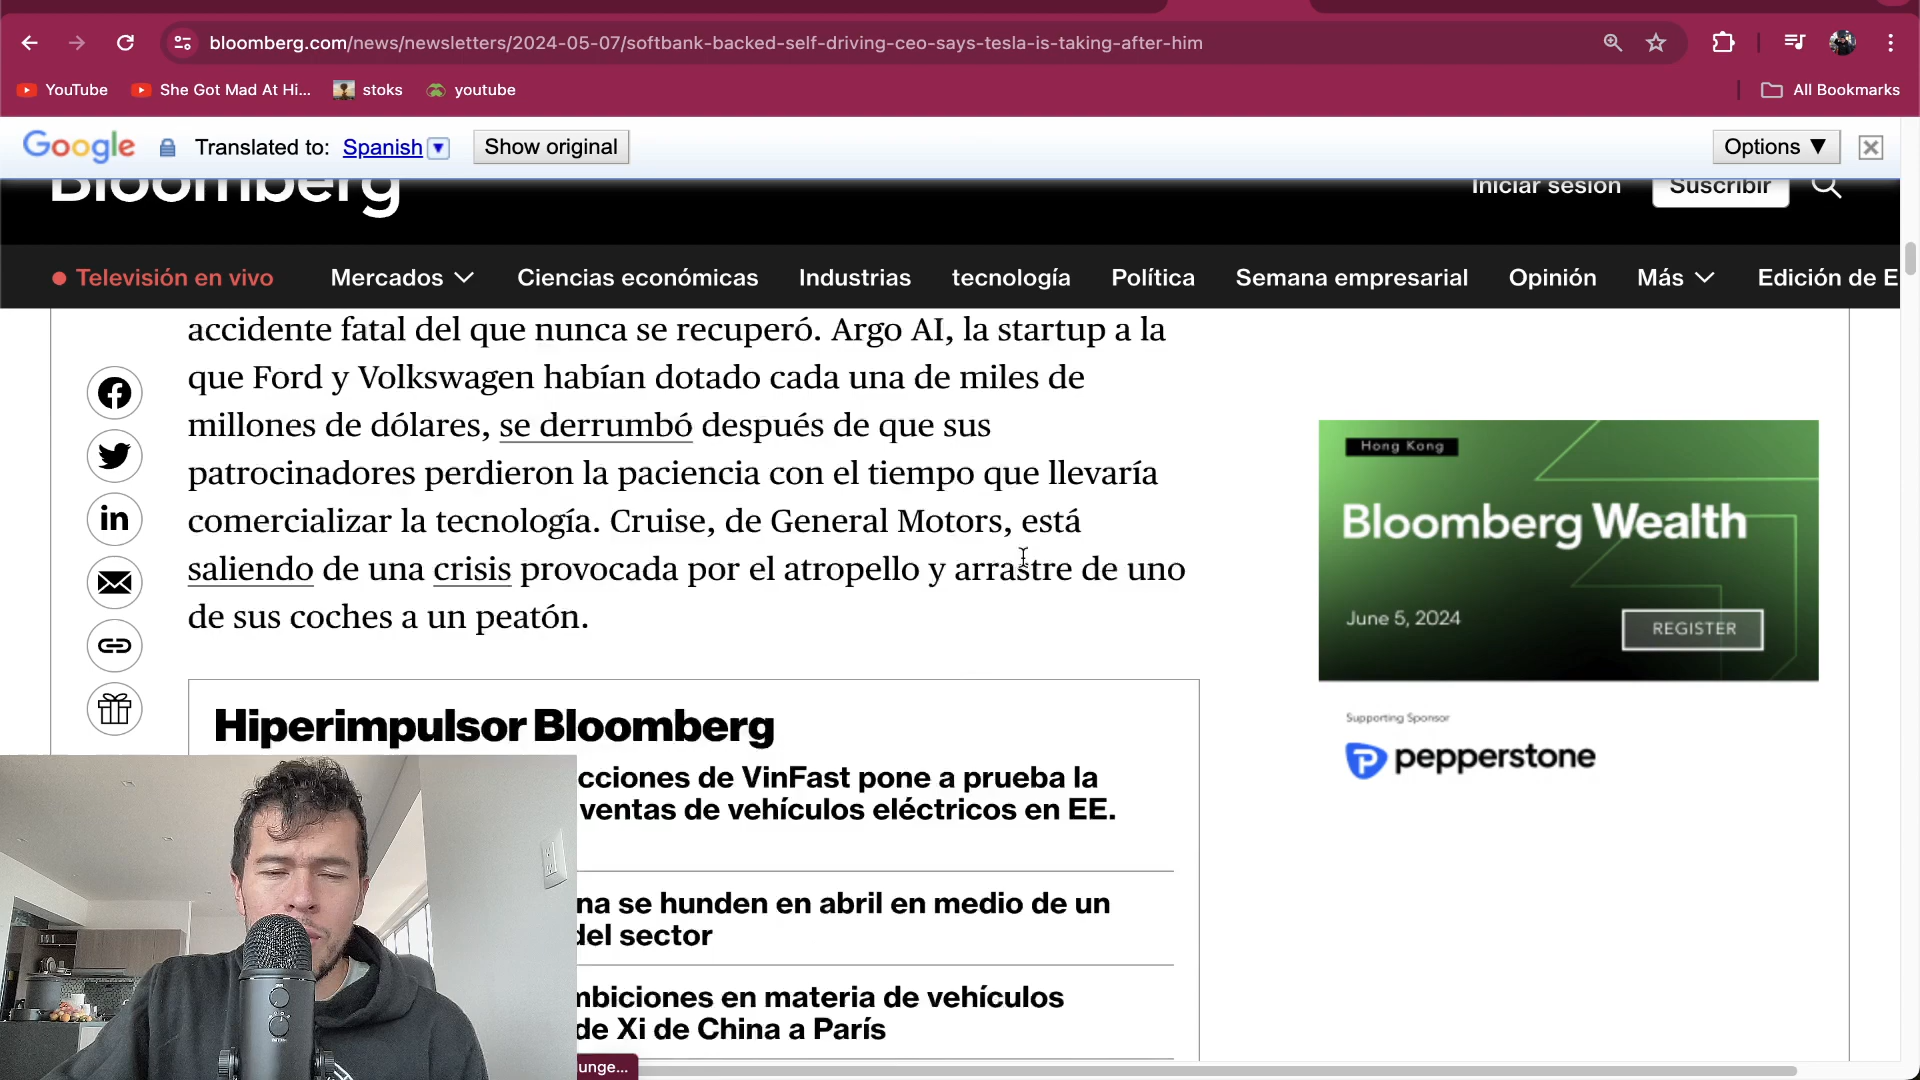 bloomberg.com/news/newsletters/2024-05-07/softbank-backed-self-driving-ceo-says-tesla-is-taking-after-him
YouTube
She Got Mad At Hi...
stoks
youtube
All Bookmarks
Google
Translated to: Spanish
Show original
Options ▼
Bloomberg
Iniciar sesión
Suscribir
Televisión en vivo
Mercados
Ciencias económicas
Industrias
tecnología
Política
Semana empresarial
Opinión
Más
Edición de E
accidente fatal del que nunca se recuperó. Argo AI, la startup a la
que Ford y Volkswagen habían dotado cada una de miles de
millones de dólares, se derrumbó después de que sus
patrocinadores perdieron la paciencia con el tiempo que llevaría
comercializar la tecnología. Cruise, de General Motors, está
saliendo de una crisis provocada por el atropello y arrastre de uno
de sus coches a un peatón.
Hong Kong
Bloomberg Wealth
June 5, 2024
REGISTER
Supporting Sponsor
pepperstone
Hiperimpulsor Bloomberg
cciones de VinFast pone a prueba la
ventas de vehículos eléctricos en EE.
na se hunden en abril en medio de un
del sector
mbiciones en materia de vehículos
de Xi de China a París
unge...